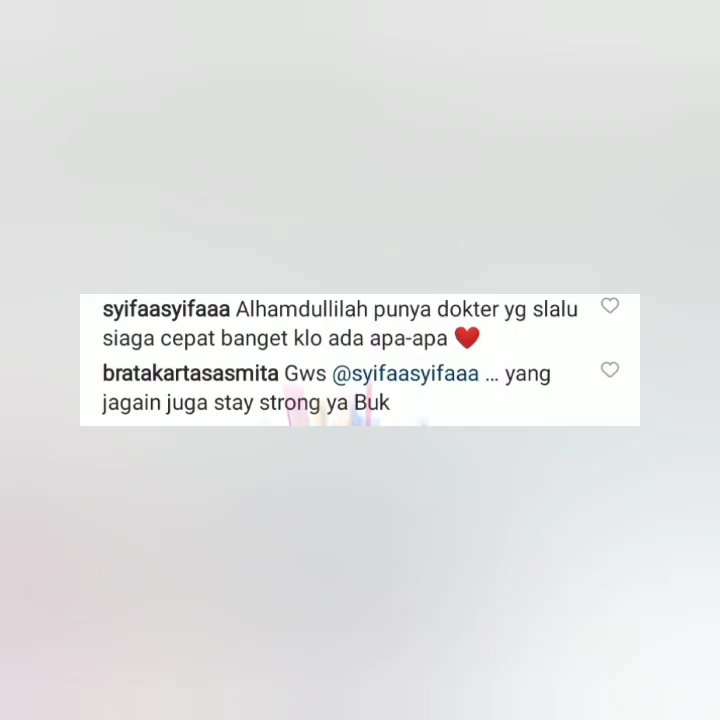 syifaasyifaaa Alhamdullilah punya dokter yg slalu
siaga cepat banget klo ada apa-apa ❤️
bratakartasasmita Gws @syifaasyifaaa ... yang
jagain juga stay strong ya Buk